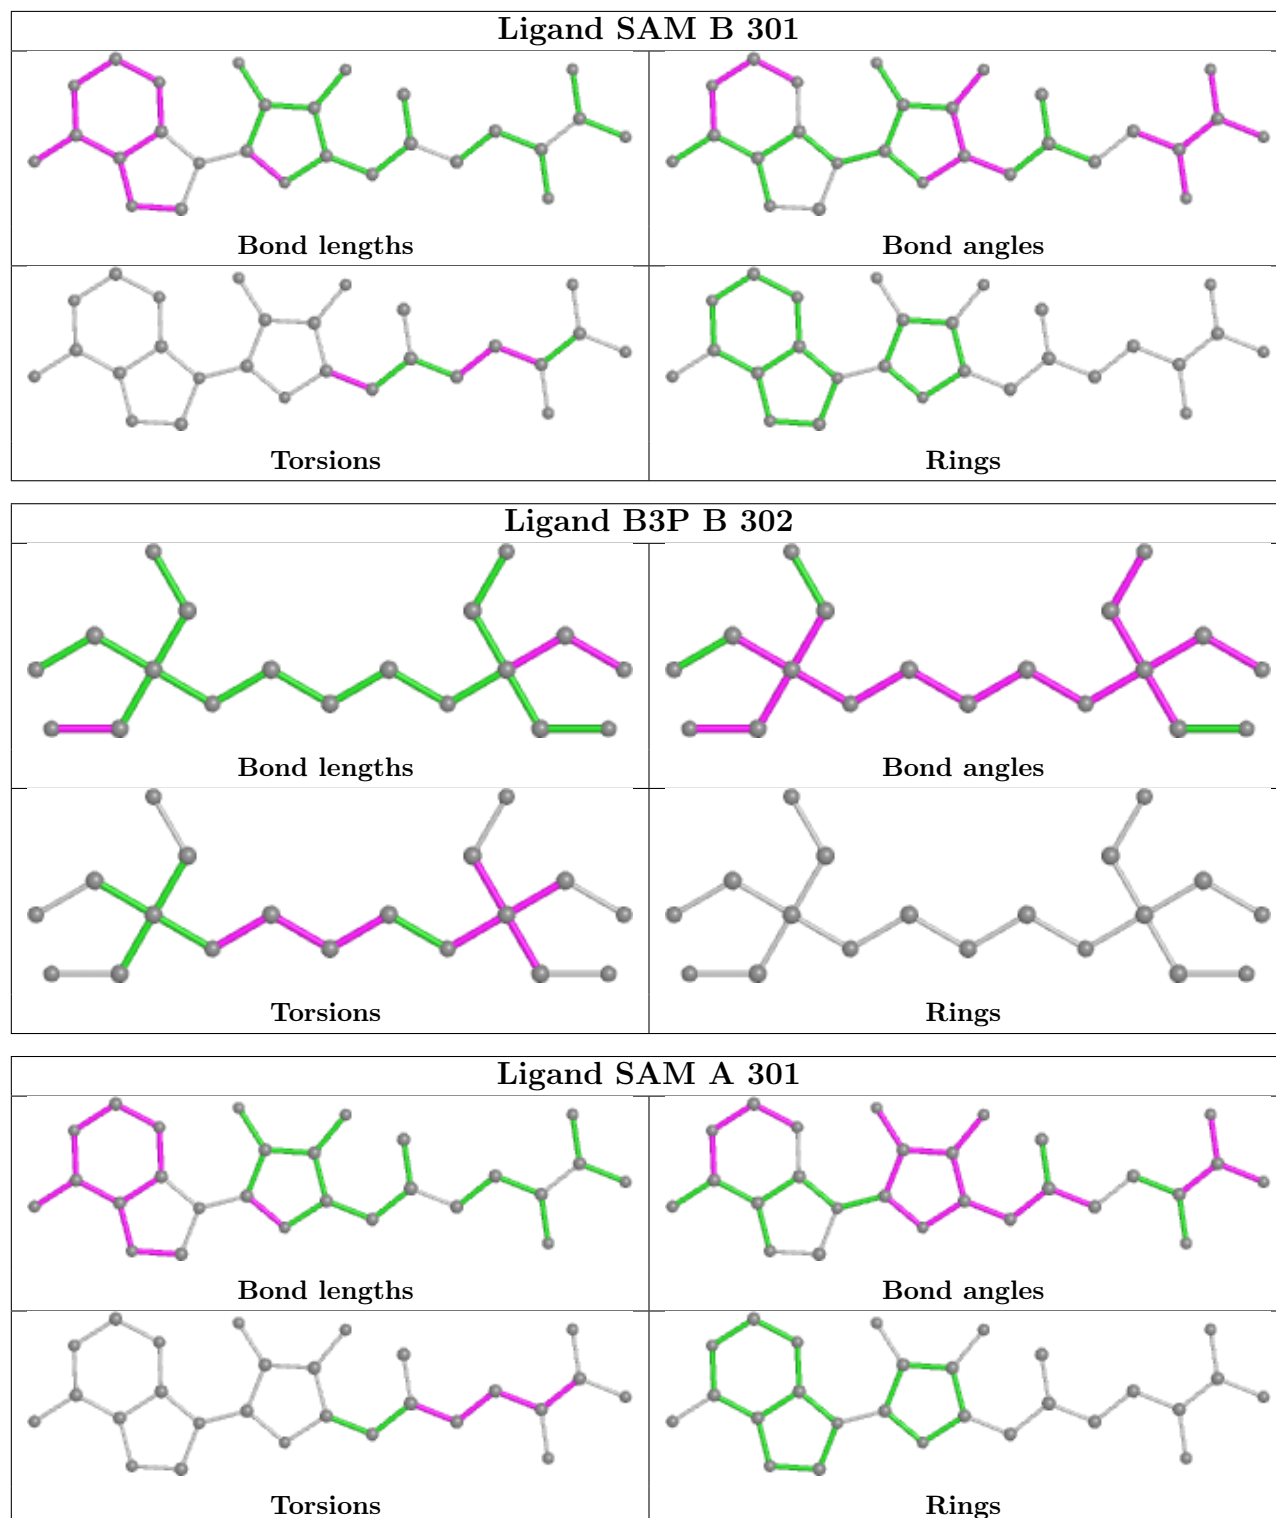 Ligand SAM B 301
Bond lengths
Bond angles
Torsions
Rings
Ligand B3P B 302
Bond lengths
Bond angles
Torsions
Rings
Ligand SAM A 301
Bond lengths
Bond angles
Torsions
Rings